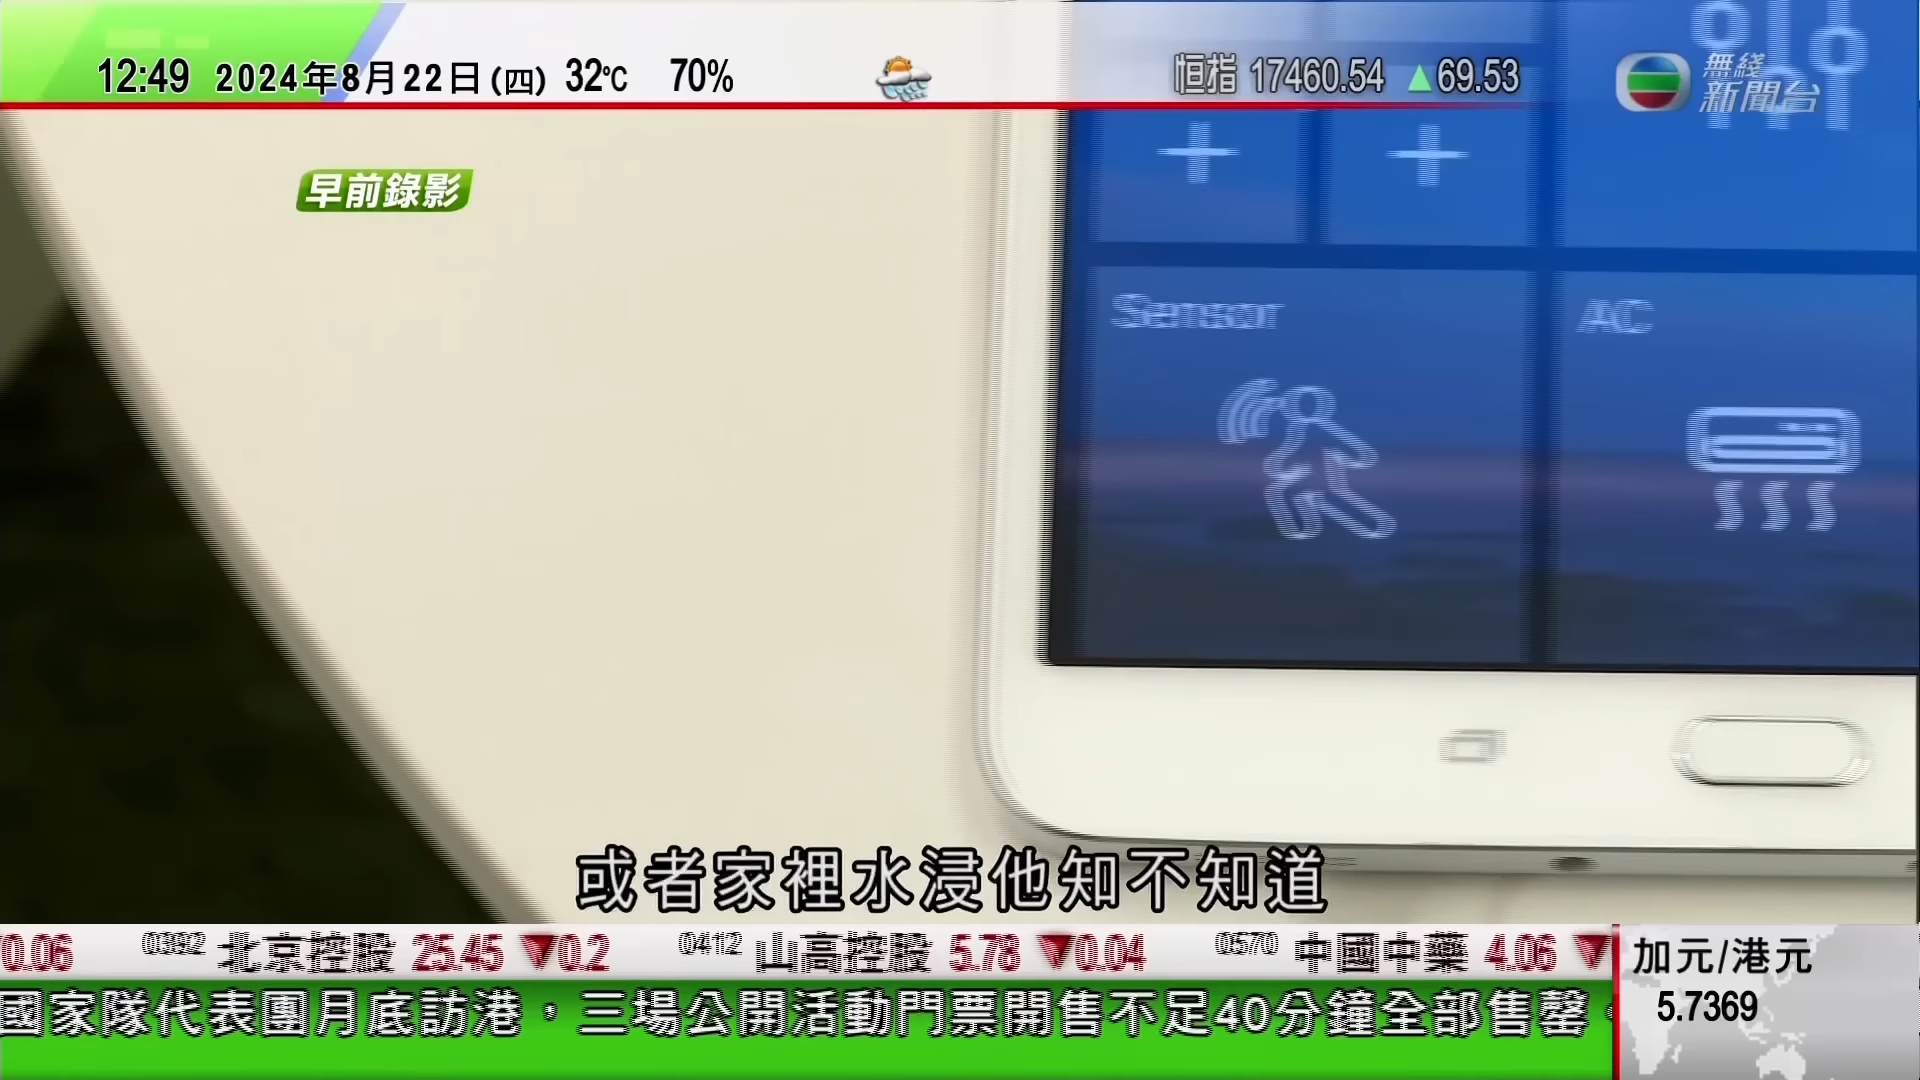 12:49 2024年8月22日(四) 32℃ 70% 恒指 17460.54 ▲69.53 無綫新聞台
早前錄影
Sensor AC
或者家裡水浸他知不知道
0.06 0392 北京控股 25.45 ▼0.2 0412 山高控股 5.78 ▼0.04 0570 中國中藥 4.06 ▼
國家隊代表團月底訪港，三場公開活動門票開售不足40分鐘全部售罄
加元/港元
5.7369